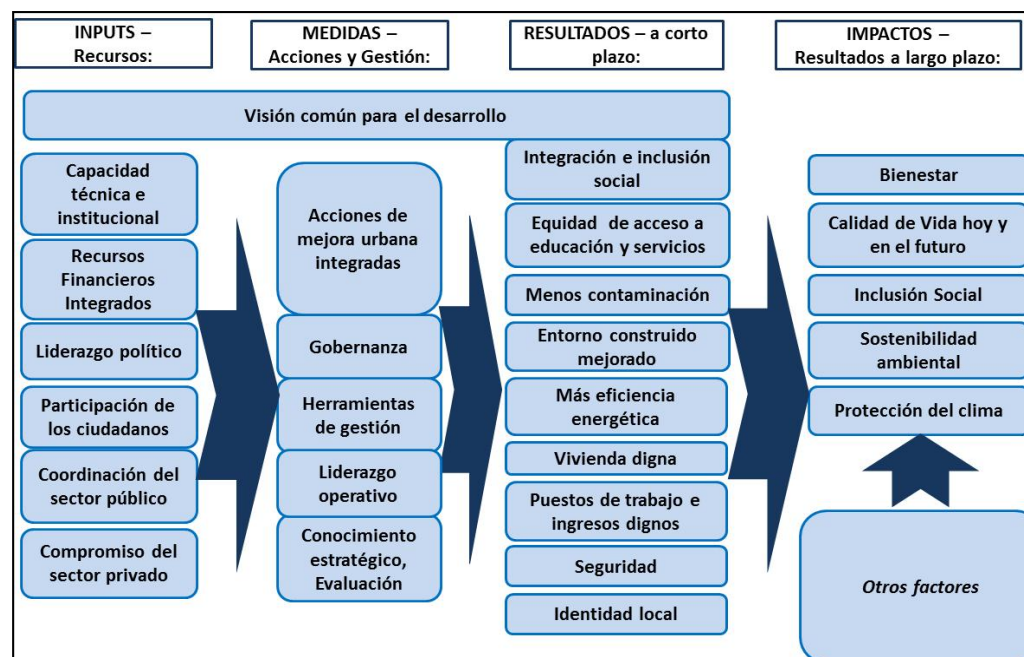 INPUTS –
Recursos:
MEDIDAS –
Acciones y Gestión:
RESULTADOS – a corto
plazo:
IMPACTOS –
Resultados a largo plazo:
Visión común para el desarrollo
Capacidad
técnica e
institucional
Recursos
Financieros
Integrados
Liderazgo político
Participación de
los ciudadanos
Coordinación del
sector público
Compromiso del
sector privado
Acciones de
mejora urbana
integradas
Gobernanza
Herramientas
de gestión
Liderazgo
operativo
Conocimiento
estratégico,
Evaluación
Integración e inclusión
social
Equidad de acceso a
educación y servicios
Menos contaminación
Entorno construido
mejorado
Más eficiencia
energética
Vivienda digna
Puestos de trabajo e
ingresos dignos
Seguridad
Identidad local
Bienestar
Calidad de Vida hoy y
en el futuro
Inclusión Social
Sostenibilidad
ambiental
Protección del clima
Otros factores